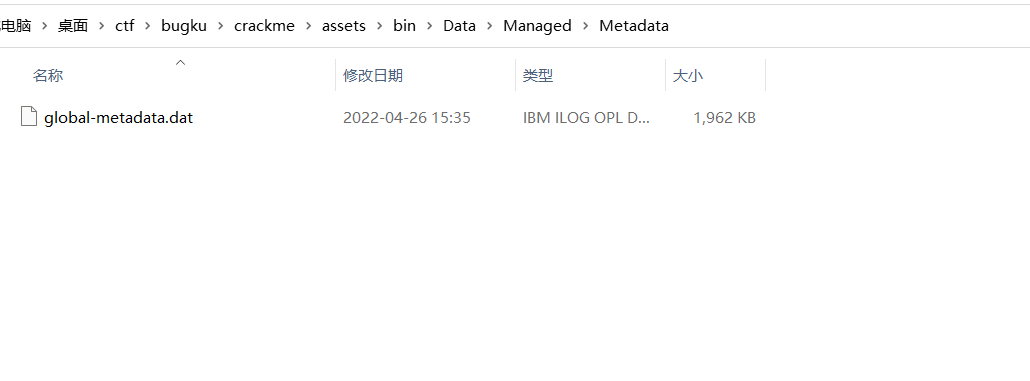 电脑 > 桌面 > ctf > bugku > crackme > assets > bin > Data > Managed > Metadata
名称 修改日期 类型 大小
global-metadata.dat 2022-04-26 15:35 IBM ILOG OPL D... 1,962 KB